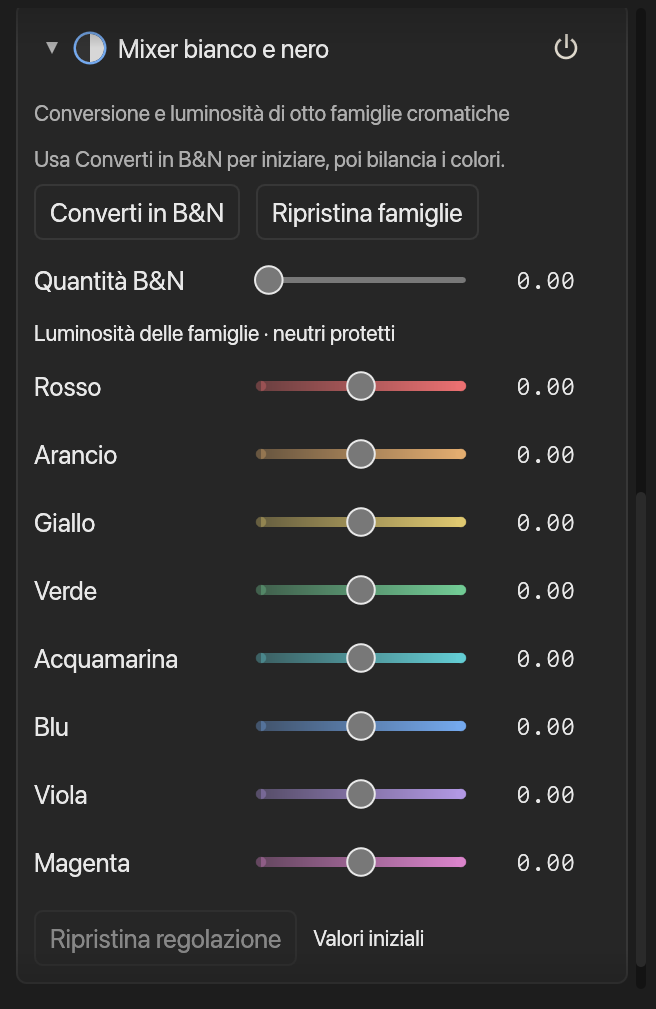 Mixer bianco e nero
Conversione e luminosità di otto famiglie cromatiche
Usa Converti in B&N per iniziare, poi bilancia i colori.
Converti in B&N Ripristina famiglie
Quantità B&N 0.00
Luminosità delle famiglie · neutri protetti
Rosso 0.00
Arancio 0.00
Giallo 0.00
Verde 0.00
Acquamarina 0.00
Blu 0.00
Viola 0.00
Magenta 0.00
Ripristina regolazione Valori iniziali